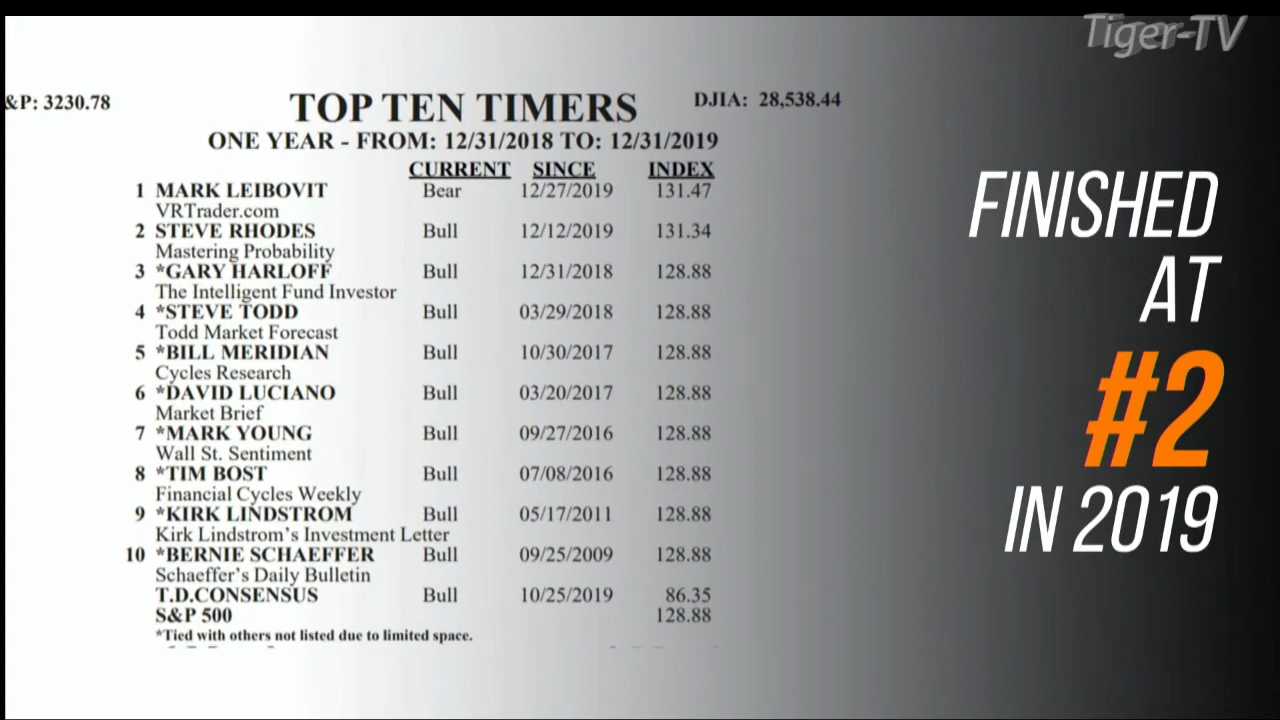 Tiger-TV
&P: 3230.78
TOP TEN TIMERS
DJIA: 28,538.44
ONE YEAR - FROM: 12/31/2018 TO: 12/31/2019
CURRENT SINCE INDEX
1 MARK LEIBOVIT Bear 12/27/2019 131.47
VRTrader.com
2 STEVE RHODES Bull 12/12/2019 131.34
Mastering Probability
3 *GARY HARLOFF Bull 12/31/2018 128.88
The Intelligent Fund Investor
4 *STEVE TODD Bull 03/29/2018 128.88
Todd Market Forecast
5 *BILL MERIDIAN Bull 10/30/2017 128.88
Cycles Research
6 *DAVID LUCIANO Bull 03/20/2017 128.88
Market Brief
7 *MARK YOUNG Bull 09/27/2016 128.88
Wall St. Sentiment
8 *TIM BOST Bull 07/08/2016 128.88
Financial Cycles Weekly
9 *KIRK LINDSTROM Bull 05/17/2011 128.88
Kirk Lindstrom's Investment Letter
10 *BERNIE SCHAEFFER Bull 09/25/2009 128.88
Schaeffer's Daily Bulletin
T.D.CONSENSUS Bull 10/25/2019 86.35
S&P 500 128.88
*Tied with others not listed due to limited space.
FINISHED
AT
#2
IN 2019